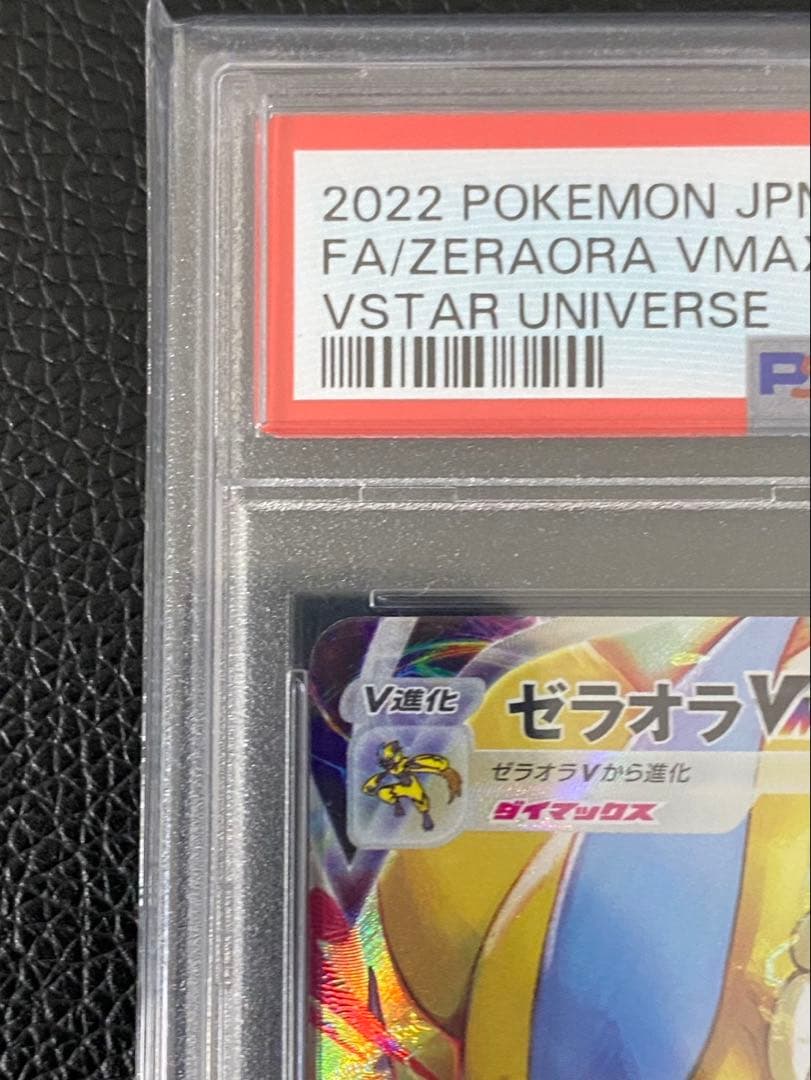 2022 POKEMON JPN
FA/ZERAORA VMAX
VSTAR UNIVERSE
V進化
ゼラオラV
ゼラオラVから進化
ダイマックス